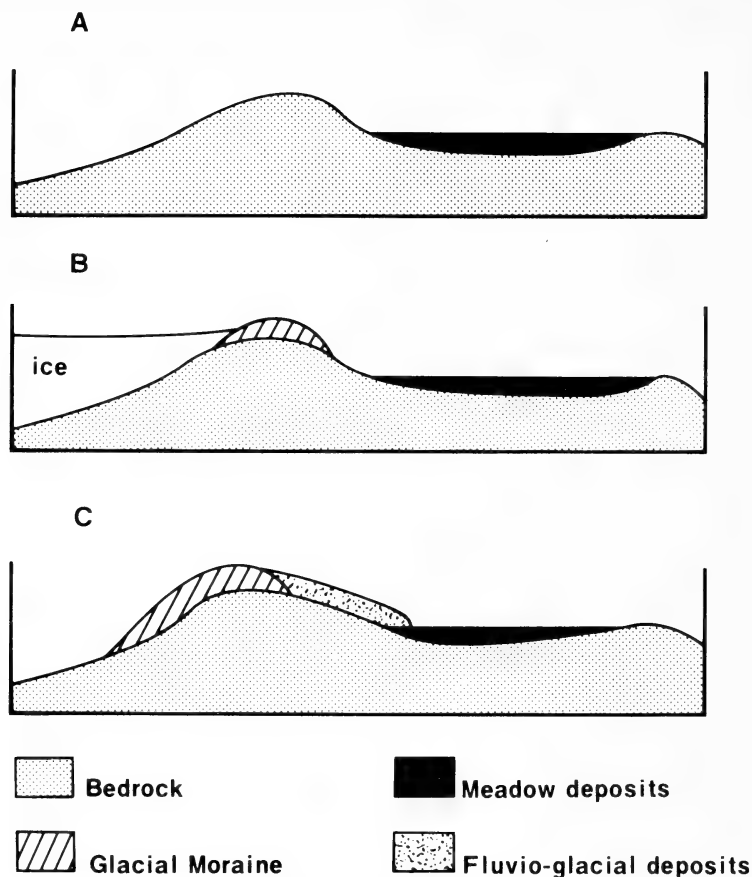 A
B
ice
C
Bedrock
Meadow deposits
Glacial Moraine
Fluvio-glacial deposits